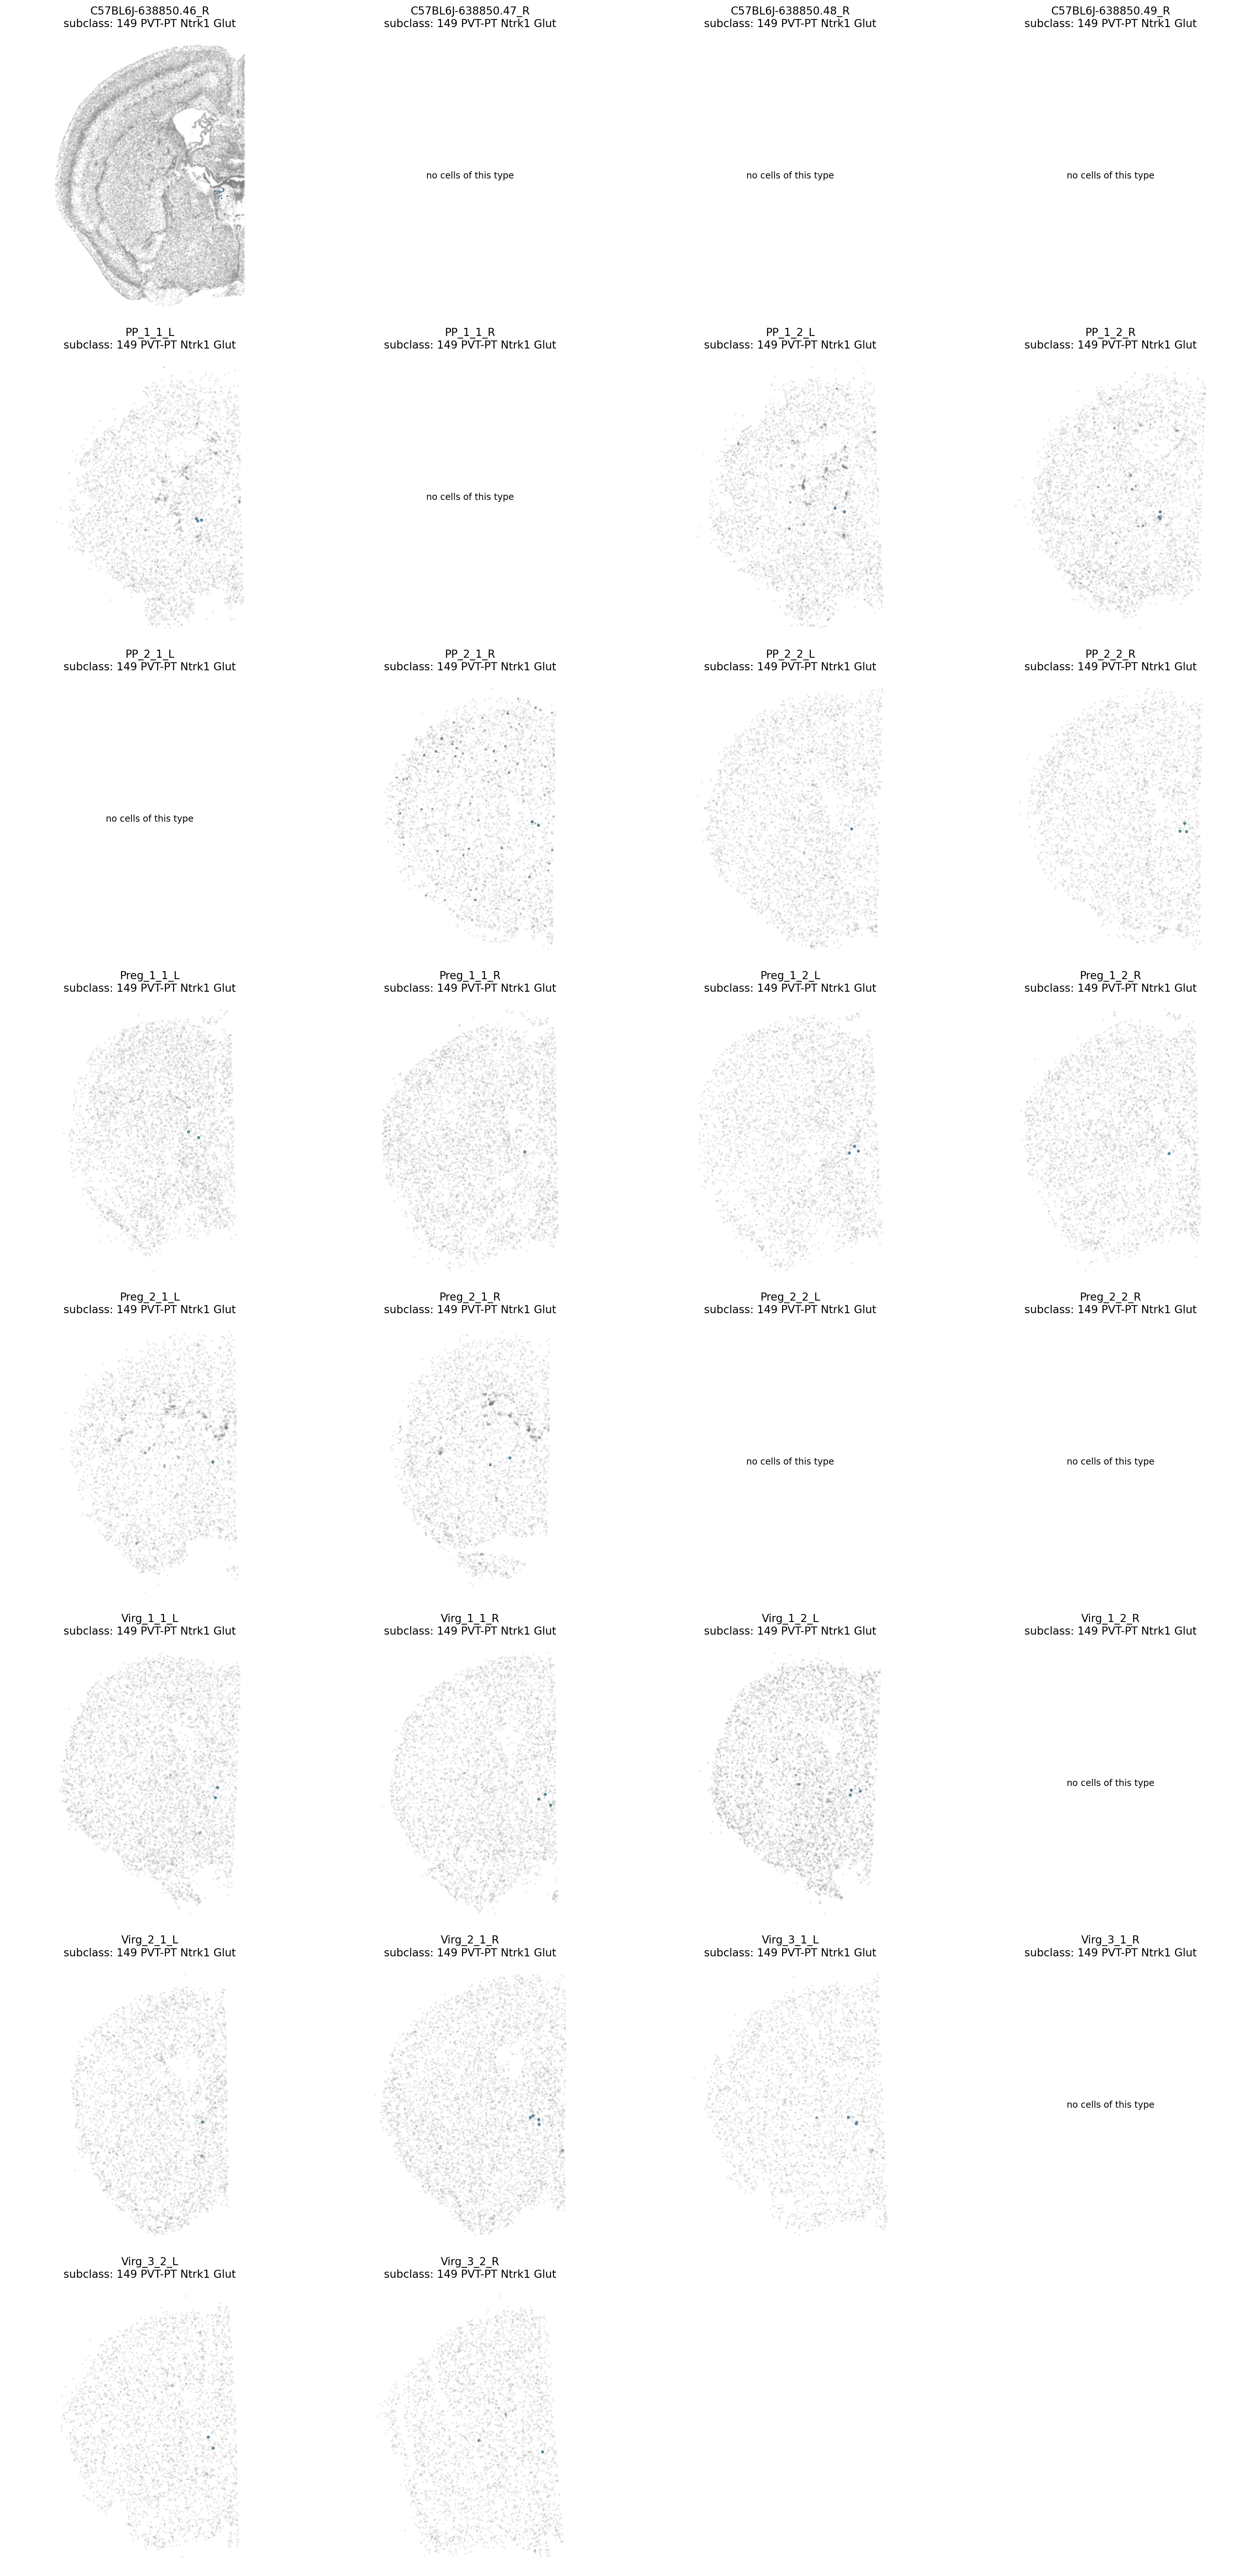 C57BL6J-638850.46_R
subclass: 149 PVT-PT Ntrk1 Glut
C57BL6J-638850.47_R
subclass: 149 PVT-PT Ntrk1 Glut
C57BL6J-638850.48_R
subclass: 149 PVT-PT Ntrk1 Glut
C57BL6J-638850.49_R
subclass: 149 PVT-PT Ntrk1 Glut
no cells of this type
no cells of this type
no cells of this type
PP_1_1_L
subclass: 149 PVT-PT Ntrk1 Glut
PP_1_1_R
subclass: 149 PVT-PT Ntrk1 Glut
PP_1_2_L
subclass: 149 PVT-PT Ntrk1 Glut
PP_1_2_R
subclass: 149 PVT-PT Ntrk1 Glut
no cells of this type
PP_2_1_L
subclass: 149 PVT-PT Ntrk1 Glut
PP_2_1_R
subclass: 149 PVT-PT Ntrk1 Glut
PP_2_2_L
subclass: 149 PVT-PT Ntrk1 Glut
PP_2_2_R
subclass: 149 PVT-PT Ntrk1 Glut
no cells of this type
Preg_1_1_L
subclass: 149 PVT-PT Ntrk1 Glut
Preg_1_1_R
subclass: 149 PVT-PT Ntrk1 Glut
Preg_1_2_L
subclass: 149 PVT-PT Ntrk1 Glut
Preg_1_2_R
subclass: 149 PVT-PT Ntrk1 Glut
Preg_2_1_L
subclass: 149 PVT-PT Ntrk1 Glut
Preg_2_1_R
subclass: 149 PVT-PT Ntrk1 Glut
Preg_2_2_L
subclass: 149 PVT-PT Ntrk1 Glut
Preg_2_2_R
subclass: 149 PVT-PT Ntrk1 Glut
no cells of this type
no cells of this type
Virg_1_1_L
subclass: 149 PVT-PT Ntrk1 Glut
Virg_1_1_R
subclass: 149 PVT-PT Ntrk1 Glut
Virg_1_2_L
subclass: 149 PVT-PT Ntrk1 Glut
Virg_1_2_R
subclass: 149 PVT-PT Ntrk1 Glut
no cells of this type
Virg_2_1_L
subclass: 149 PVT-PT Ntrk1 Glut
Virg_2_1_R
subclass: 149 PVT-PT Ntrk1 Glut
Virg_3_1_L
subclass: 149 PVT-PT Ntrk1 Glut
Virg_3_1_R
subclass: 149 PVT-PT Ntrk1 Glut
no cells of this type
Virg_3_2_L
subclass: 149 PVT-PT Ntrk1 Glut
Virg_3_2_R
subclass: 149 PVT-PT Ntrk1 Glut